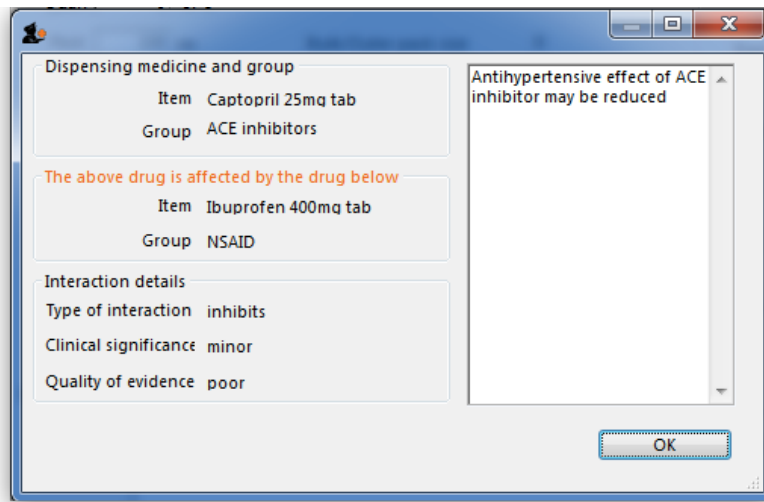 Dispensing medicine and group
Item Captopril 25mg tab
Group ACE inhibitors
The above drug is affected by the drug below
Item Ibuprofen 400mg tab
Group NSAID
Interaction details
Type of interaction inhibits
Clinical significance minor
Quality of evidence poor
Antihypertensive effect of ACE
inhibitor may be reduced
OK